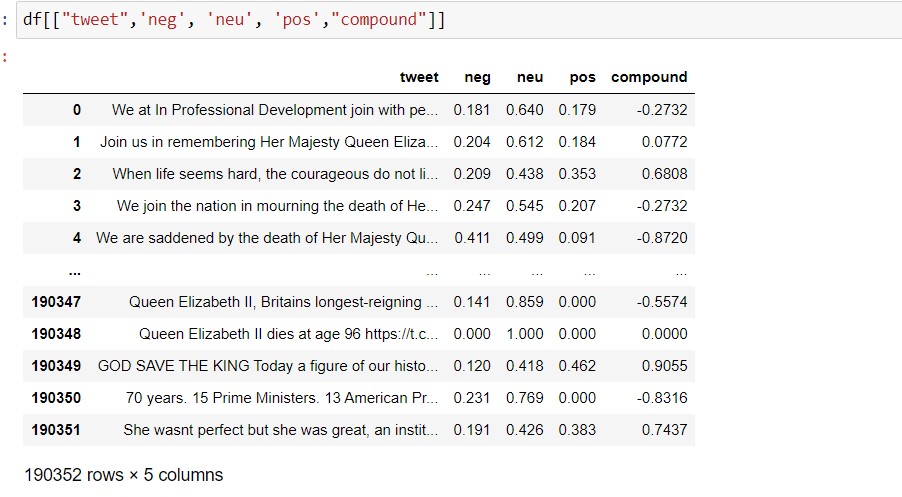 : df[["tweet",'neg', 'neu', 'pos',"compound"]]
:
tweet neg neu pos compound
0 We at In Professional Development join with pe... 0.181 0.640 0.179 -0.2732
1 Join us in remembering Her Majesty Queen Eliza... 0.204 0.612 0.184 0.0772
2 When life seems hard, the courageous do not li... 0.209 0.438 0.353 0.6808
3 We join the nation in mourning the death of He... 0.247 0.545 0.207 -0.2732
4 We are saddened by the death of Her Majesty Qu... 0.411 0.499 0.091 -0.8720
... ... ... ... ... ...
190347 Queen Elizabeth II, Britains longest-reigning ... 0.141 0.859 0.000 -0.5574
190348 Queen Elizabeth II dies at age 96 https://t.c... 0.000 1.000 0.000 0.0000
190349 GOD SAVE THE KING Today a figure of our histo... 0.120 0.418 0.462 0.9055
190350 70 years. 15 Prime Ministers. 13 American Pr... 0.231 0.769 0.000 -0.8316
190351 She wasnt perfect but she was great, an instit... 0.191 0.426 0.383 0.7437
190352 rows × 5 columns